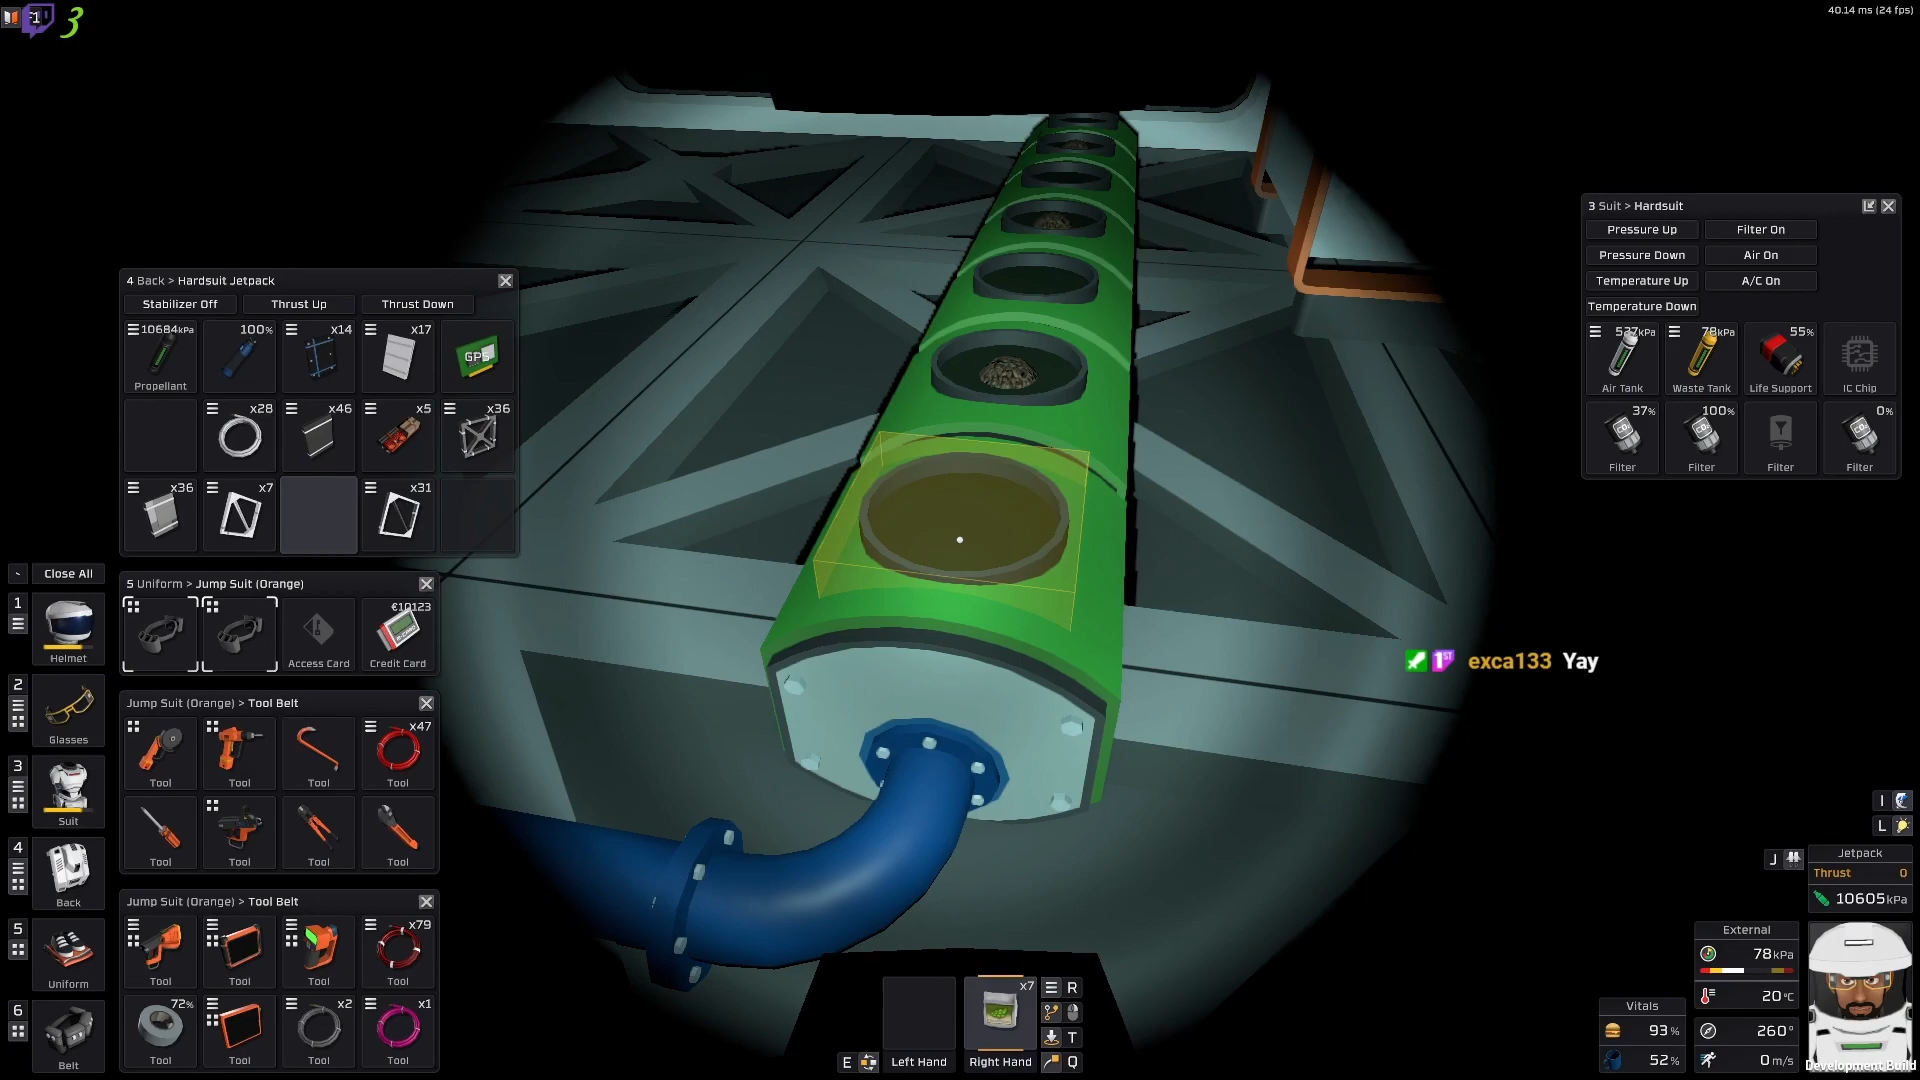 F1 3
40.14 ms (24 fps)
4 Back > Hardsuit Jetpack
Stabilizer Off Thrust Up Thrust Down
10684kPa 100% x14 x17 GPS
Propellant
x28 x46 x5 x36
x36 x7 x31
5 Uniform > Jump Suit (Orange)
€10123
Access Card Credit Card
Jump Suit (Orange) > Tool Belt
x47
Tool Tool Tool Tool
Tool Tool Tool Tool
Jump Suit (Orange) > Tool Belt
x79
Tool Tool Tool Tool
72% x2 x1
Tool Tool Tool Tool
~ Close All
1 Helmet
2 Glasses
3 Suit
4 Back
5 Uniform
6 Belt
3 Suit > Hardsuit
Pressure Up Filter On
Pressure Down Air On
Temperature Up A/C On
Temperature Down
537kPa 78kPa 55%
Air Tank Waste Tank Life Support IC Chip
37% 100% 0%
CO₂ CO₂ CO₂
Filter Filter Filter Filter
1ST exca133 Yay
I
L
J
Jetpack
Thrust 0
10605kPa
External
78kPa
20°C
260°
0m/s
Vitals
93%
52%
Development Build
x7 R
T
E Left Hand Right Hand Q